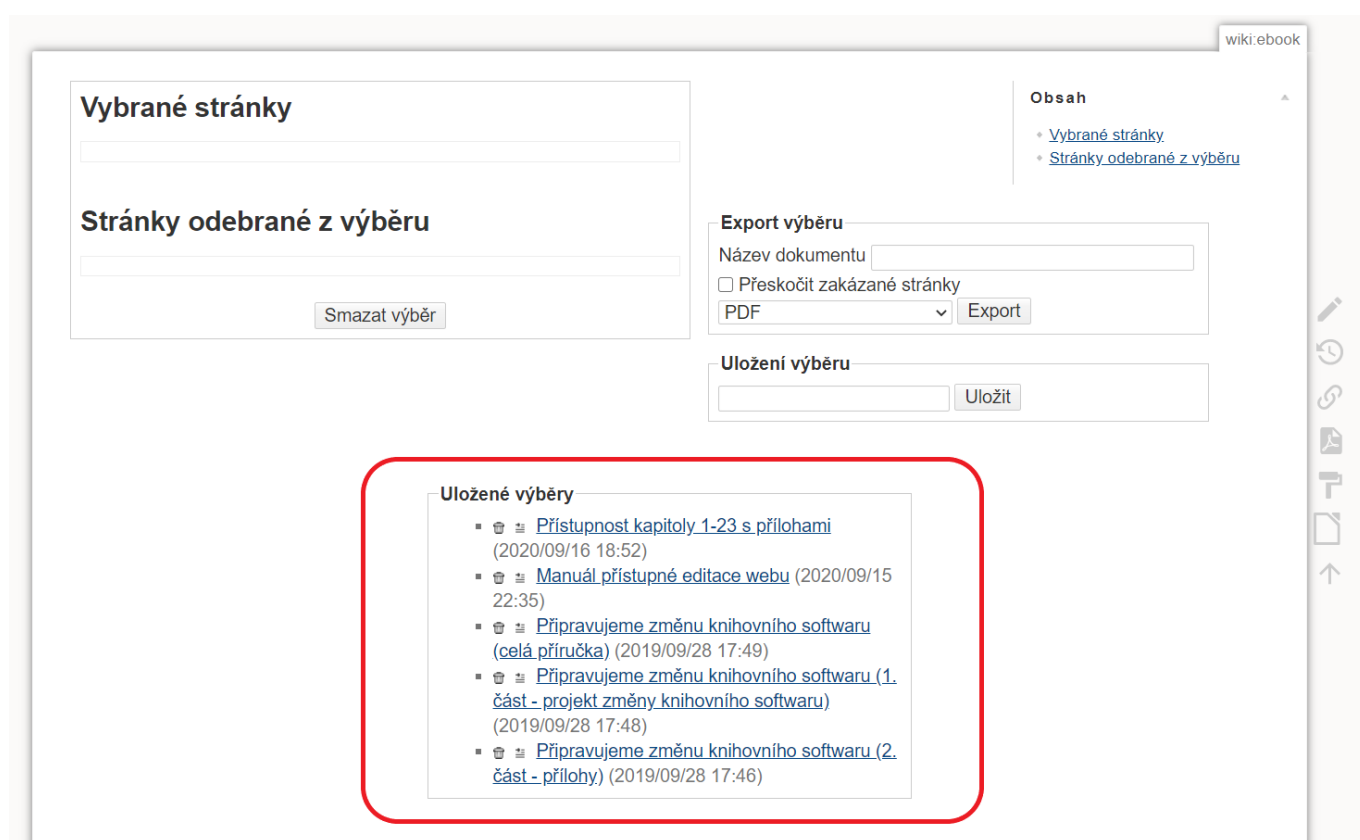 wiki:ebook
Vybrané stránky
Stránky odebrané z výběru
Smazat výběr
Obsah
Vybrané stránky
Stránky odebrané z výběru
Export výběru
Název dokumentu
Přeskočit zakázané stránky
PDF Export
Uložení výběru
Uložit
Uložené výběry
Přístupnost kapitoly 1-23 s přílohami
(2020/09/16 18:52)
Manuál přístupné editace webu (2020/09/15
22:35)
Připravujeme změnu knihovního softwaru
(celá příručka) (2019/09/28 17:49)
Připravujeme změnu knihovního softwaru (1.
část - projekt změny knihovního softwaru)
(2019/09/28 17:48)
Připravujeme změnu knihovního softwaru (2.
část - přílohy) (2019/09/28 17:46)